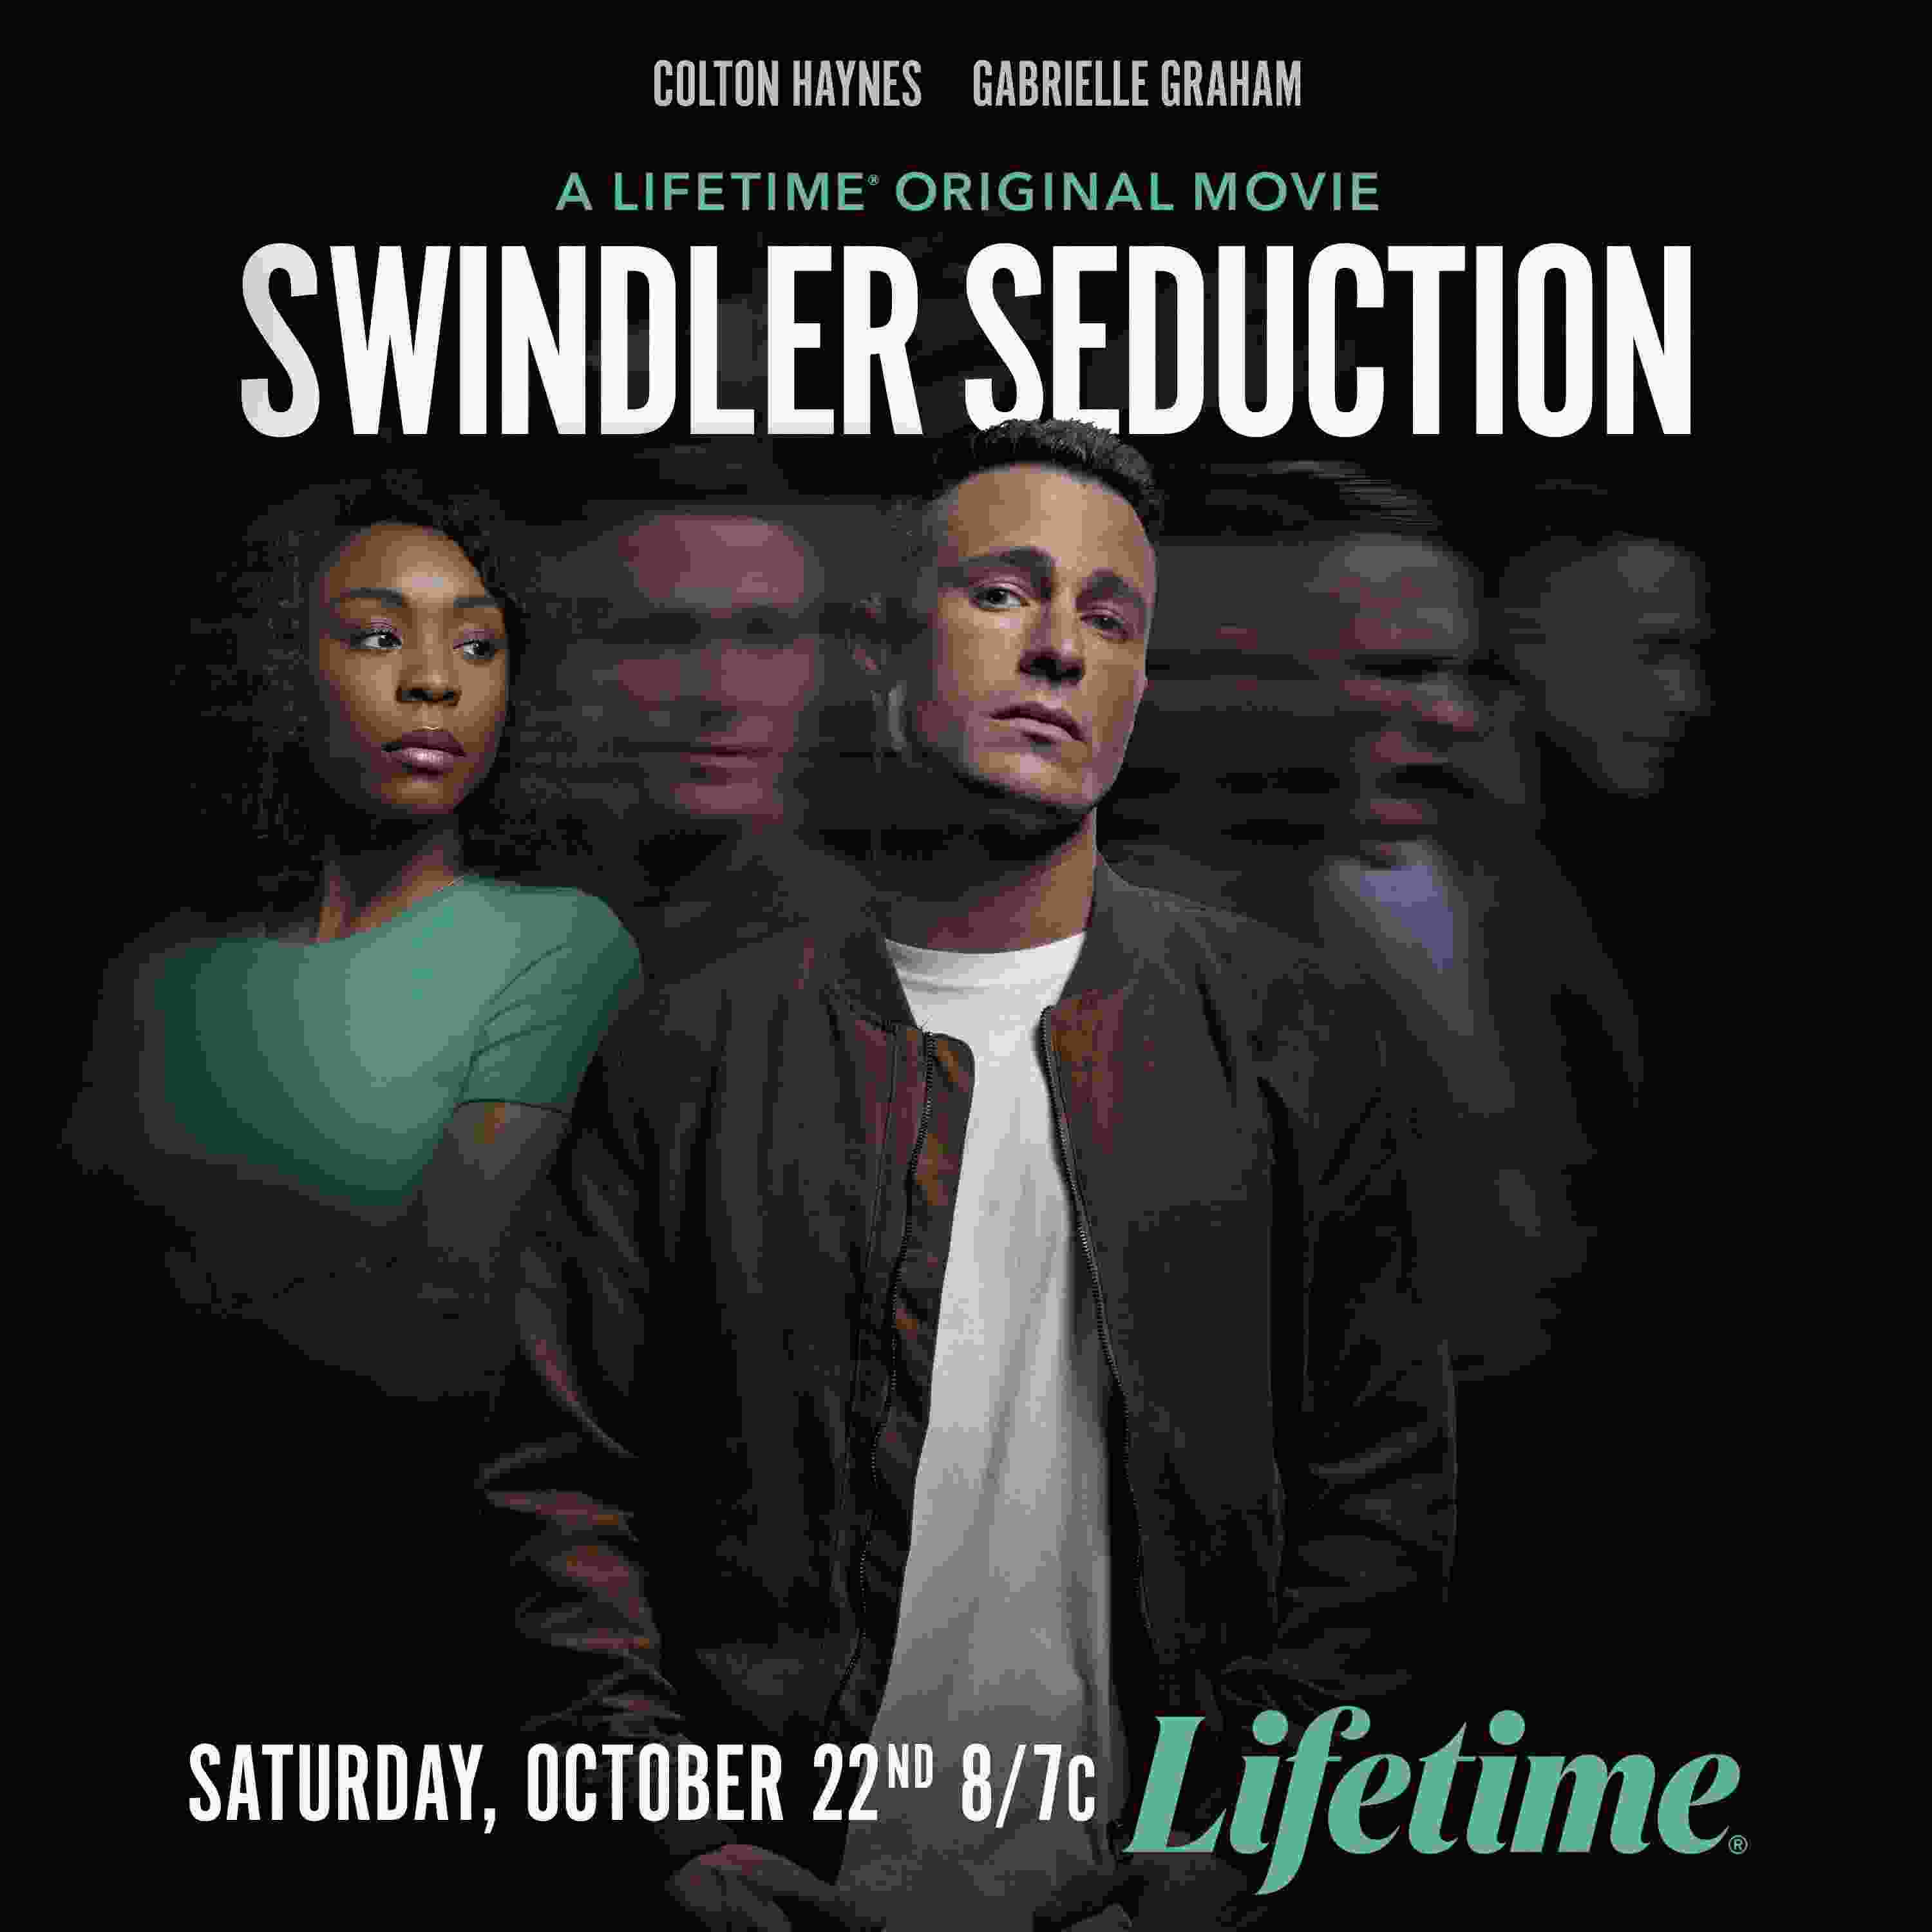 COLTON HAYNES GABRIELLE GRAHAM
A LIFETIME® ORIGINAL MOVIE
SWINDLER SEDUCTION
SATURDAY, OCTOBER 22ND 8/7C Lifetime®